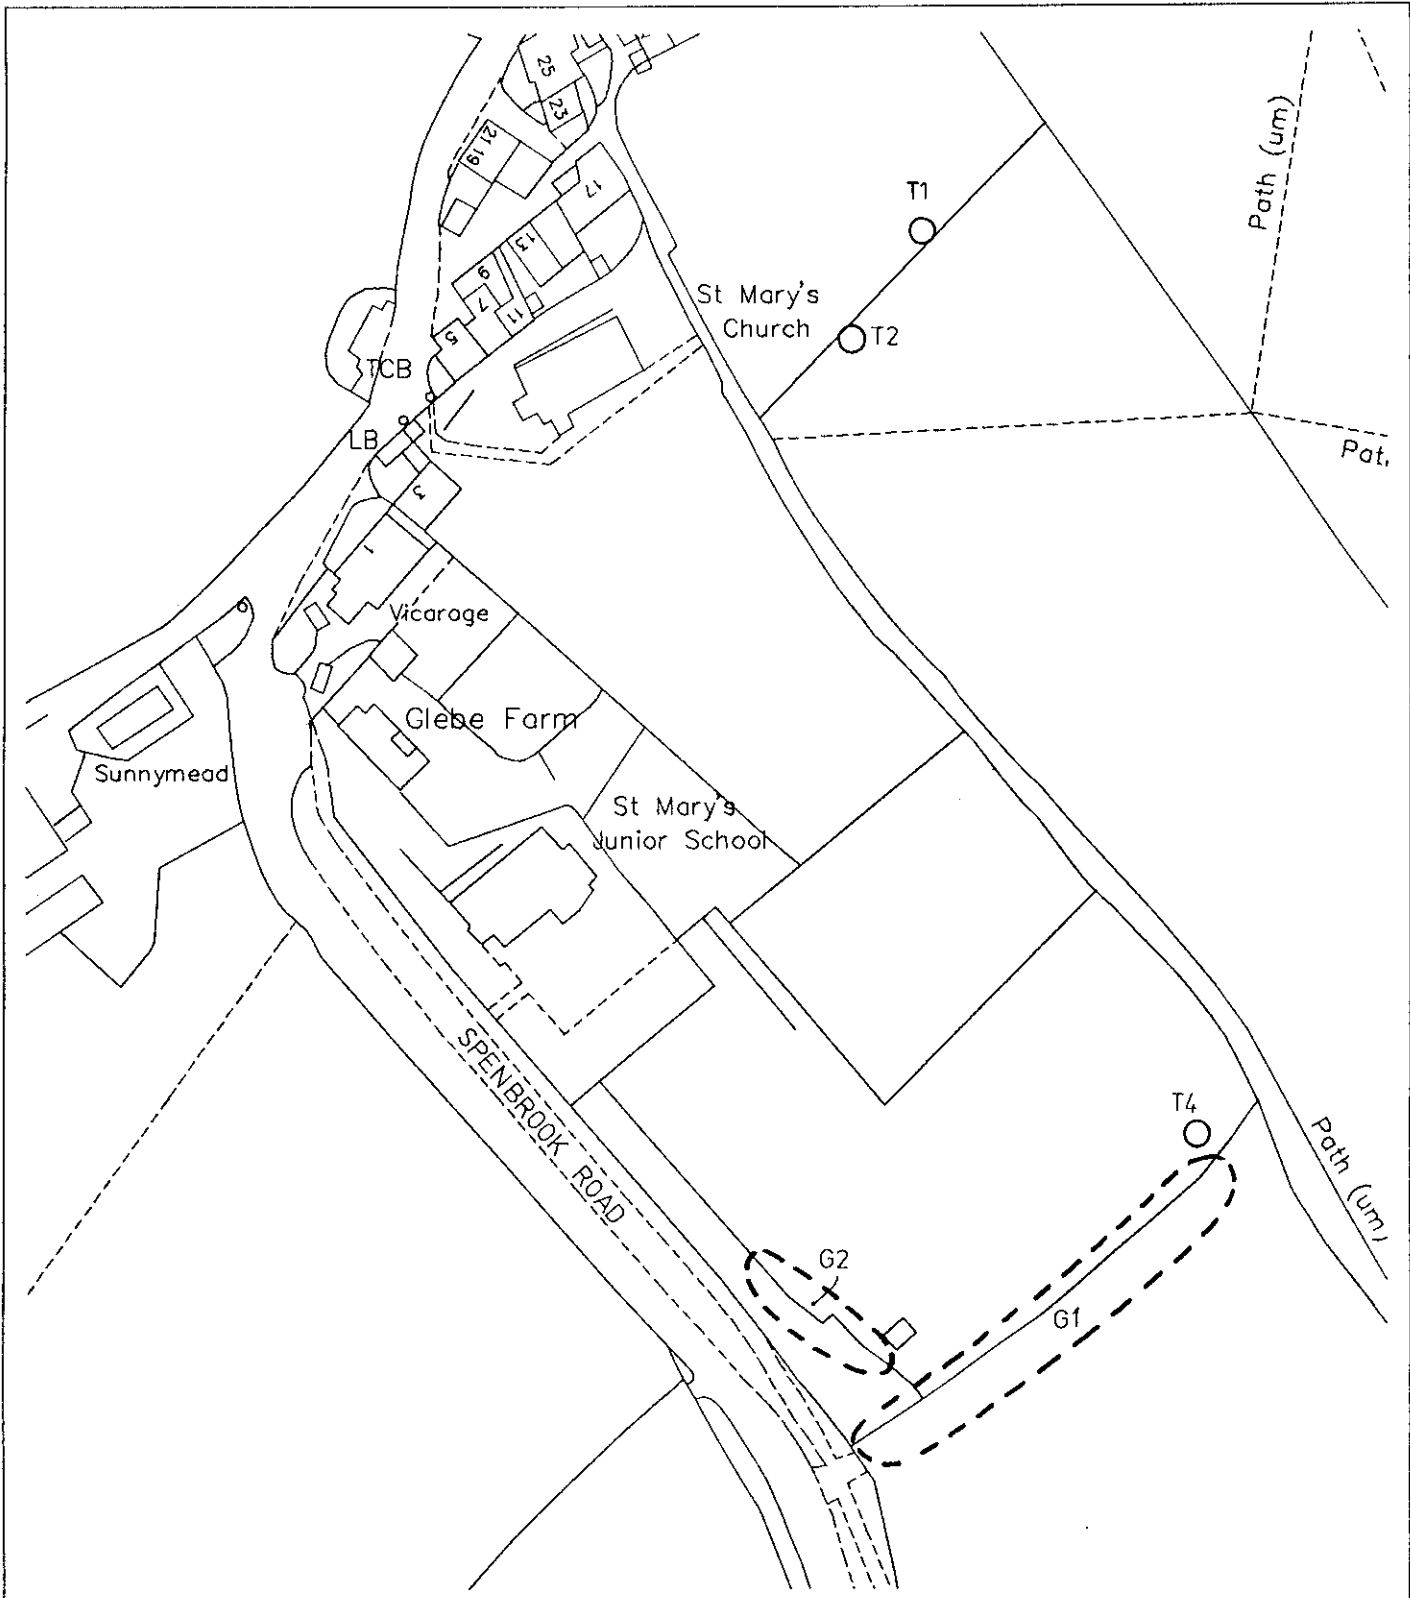 25
23
21 19
17
13
9
7
11
5
T1
Path (um)
St Mary's
Church
T2
TCB
LB
Pat
3
1
Vicarage
Glebe Farm
Sunnymead
St Mary's
Junior School
SPENBROOK ROAD
T4
Path (um)
G2
G1